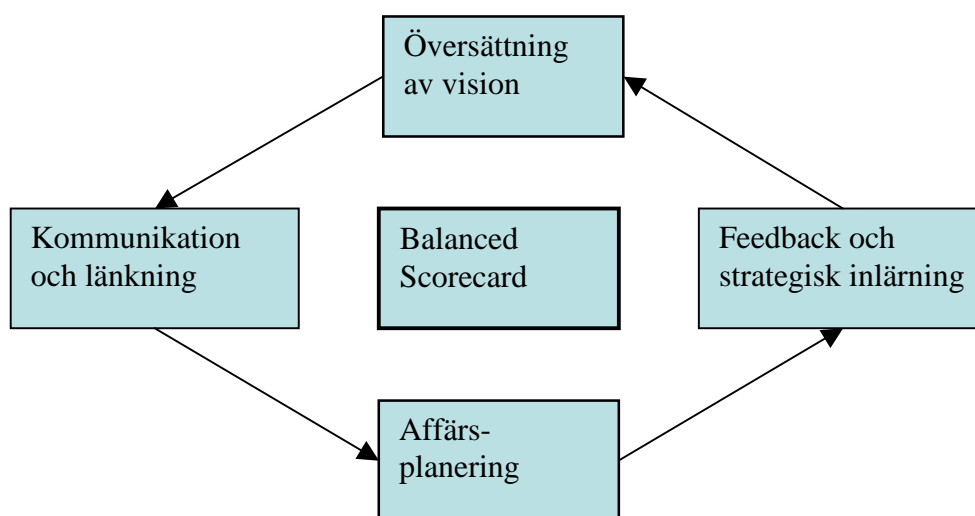 Översättning
av vision
Kommunikation
och länkning
Balanced
Scorecard
Feedback och
strategisk inlärning
Affärs-
planering